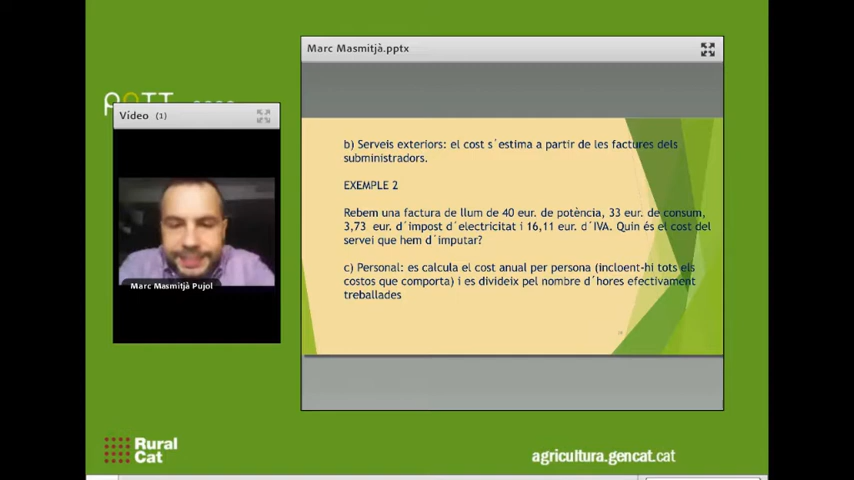 Marc Masmitjà.pptx
Vídeo (1)
b) Serveis exteriors: el cost s´estima a partir de les factures dels
subministradors.
EXEMPLE 2
Rebem una factura de llum de 40 eur. de potència, 33 eur. de consum,
3,73 eur. d´impost d´electricitat i 16,11 eur. d´IVA. Quin és el cost del
servei que hem d´imputar?
c) Personal: es calcula el cost anual per persona (incloent-hi tots els
costos que comporta) i es divideix pel nombre d´hores efectivament
treballades
Marc Masmitjà Pujol
Rural
Cat
agricultura.gencat.cat